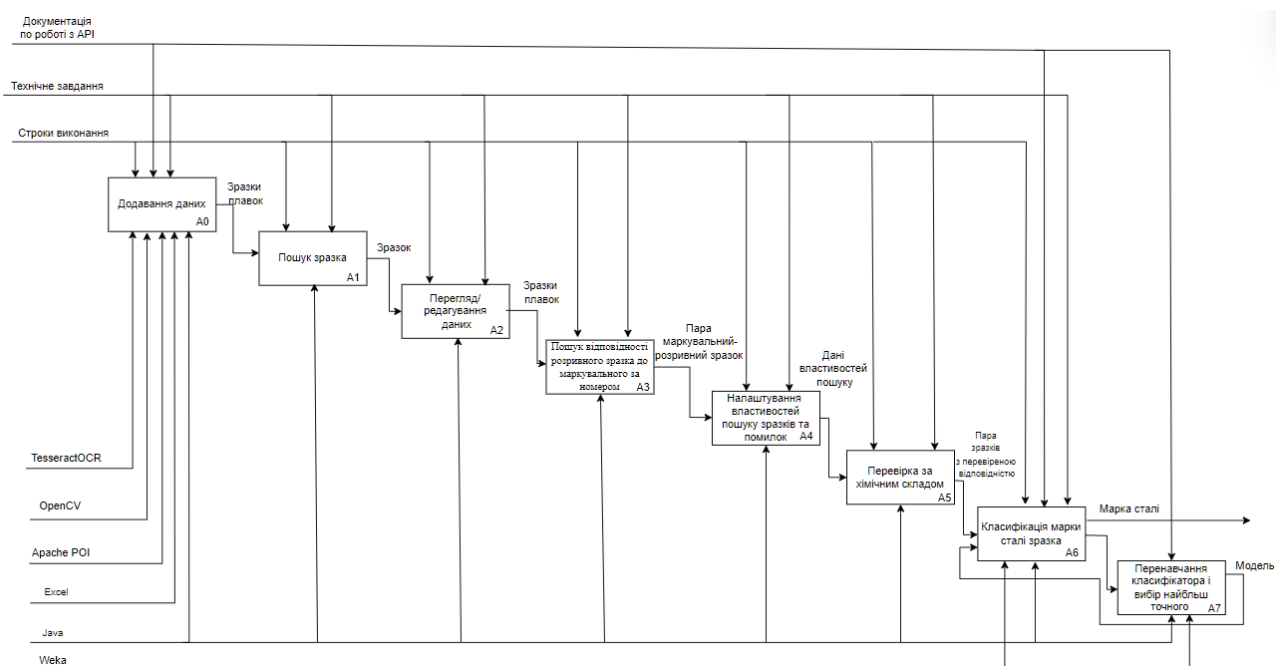 Документація
по роботі з API
Технічне завдання
Строки виконання
Додавання даних
A0
Зразки
плавок
Пошук зразка
A1
Зразок
Перегляд/
редагування
даних
A2
Зразки
плавок
Пошук відповідності
розривного зразка до
маркувального за
номером
A3
Пара
маркувальний-
розривний зразок
Налаштування
властивостей
пошуку зразків та
помилок
A4
Дані
властивостей
пошуку
Перевірка за
хімічним складом
A5
Пара
зразків
з перевіреною
відповідністю
Класифікація марки
сталі зразка
A6
Марка сталі
Перенавчання
класифікатора і
вибір найбільш
точного
A7
Модель
TesseractOCR
OpenCV
Apache POI
Excel
Java
Weka